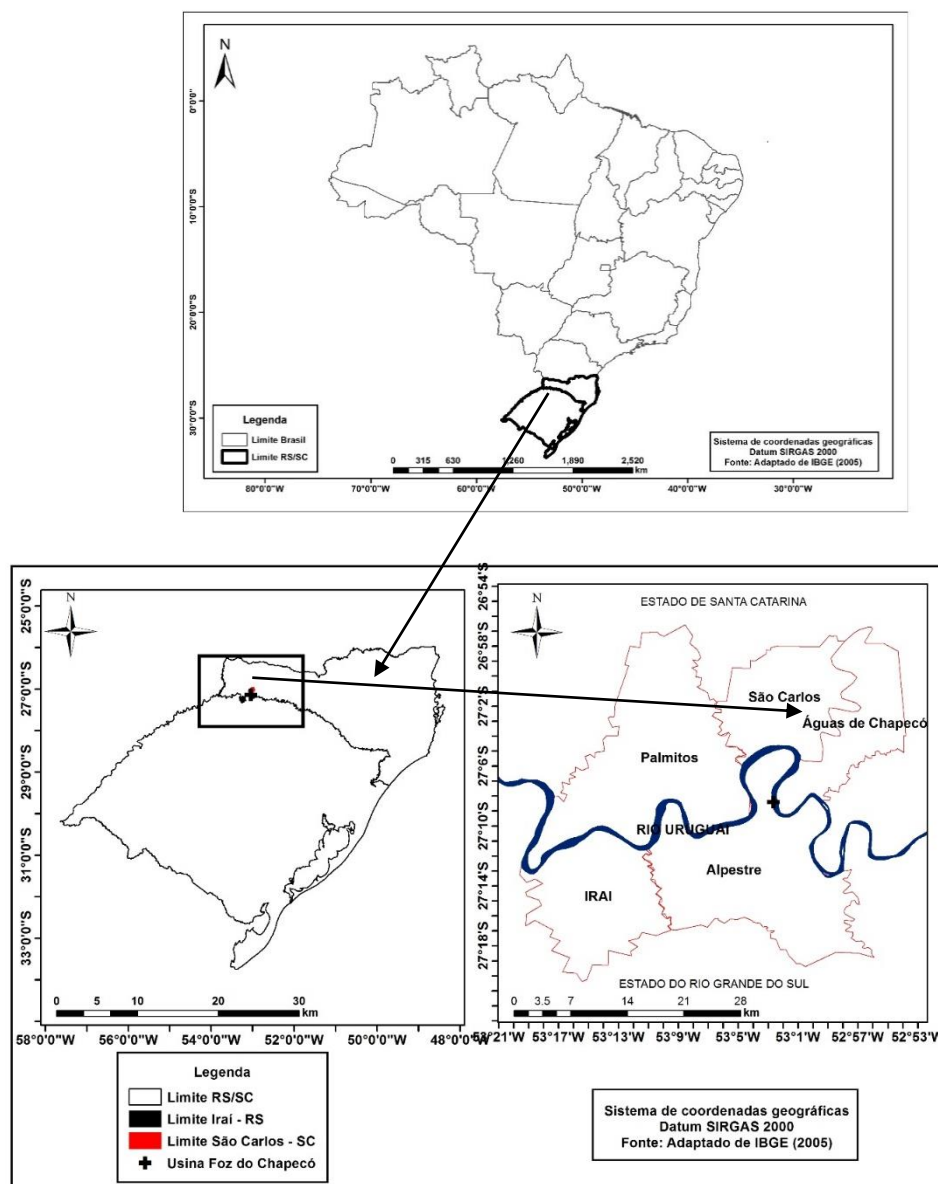 N
0°0'0"
10°0'0"S
20°0'0"S
30°0'0"S
Legenda
Limite Brasil
Limite RS/SC
0 315 630 1,260 1,890 2,520
km
Sistema de coordenadas geográficas
Datum SIRGAS 2000
Fonte: Adaptado de IBGE (2005)
80°0'0"W 70°0'0"W 60°0'0"W 50°0'0"W 40°0'0"W 30°0'0"W
N
25°0'0"S
27°0'0"S
29°0'0"S
31°0'0"S
33°0'0"S
0 5 10 20 30
km
58°0'0"W 56°0'0"W 54°0'0"W 52°0'0"W 50°0'0"W 48°0'0"W
N
26°54'S
26°58'S
27°2'S
27°6'S
27°10'S
27°14'S
27°18'S
ESTADO DE SANTA CATARINA
São Carlos
Águas de Chapecó
Palmitos
RIO URUGUAI
Alpestre
IRAI
ESTADO DO RIO GRANDE DO SUL
0 3.5 7 14 21 28
km
53°21'W 53°17'W 53°13'W 53°9'W 53°5'W 53°1'W 52°57'W 52°53'W
Legenda
Limite RS/SC
Limite Iraí - RS
Limite São Carlos - SC
Usina Foz do Chapecó
Sistema de coordenadas geográficas
Datum SIRGAS 2000
Fonte: Adaptado de IBGE (2005)